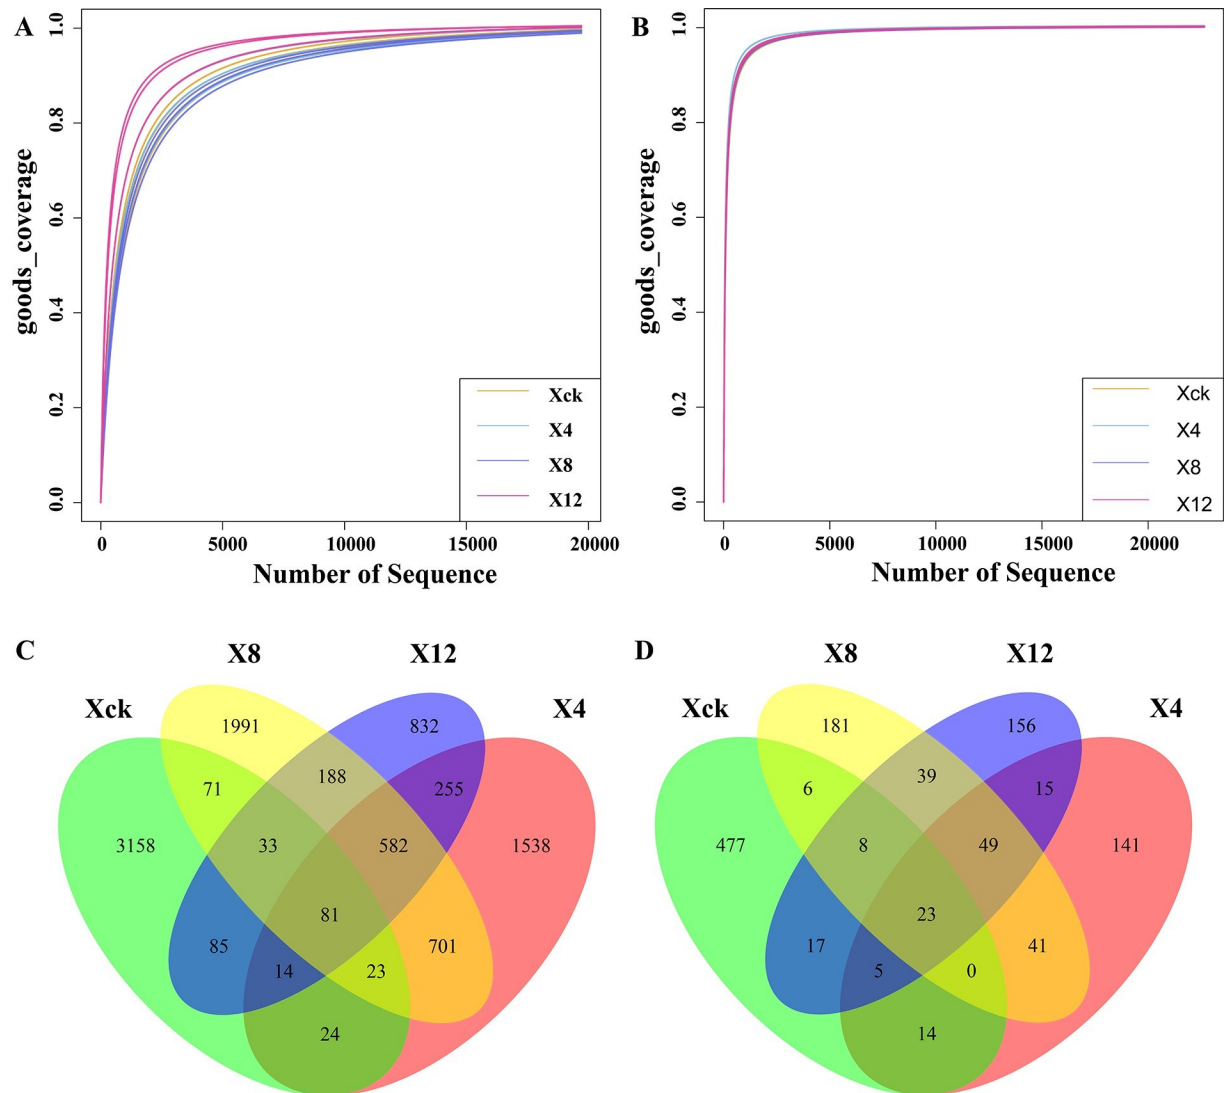 A
goods_coverage
1.0
0.8
0.6
0.4
0.2
0.0
Xck
X4
X8
X12
0 5000 10000 15000 20000
Number of Sequence
B
goods_coverage
1.0
0.8
0.6
0.4
0.2
0.0
Xck
X4
X8
X12
0 5000 10000 15000 20000
Number of Sequence
C
X8 X12
Xck X4
1991 832
188
71 255
3158 33 582 1538
81
85 701
14 23
24
D
X8 X12
Xck X4
181 156
39
6 15
477 8 49 141
23
17 41
5 0
14